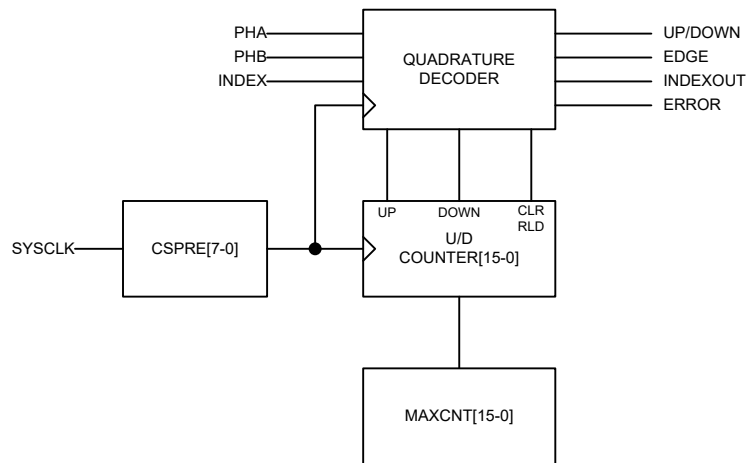 PHA
PHB
INDEX
QUADRATURE
DECODER
UP/DOWN
EDGE
INDEXOUT
ERROR
SYSCLK
CSPRE[7-0]
UP
DOWN
CLR
RLD
U/D
COUNTER[15-0]
MAXCNT[15-0]